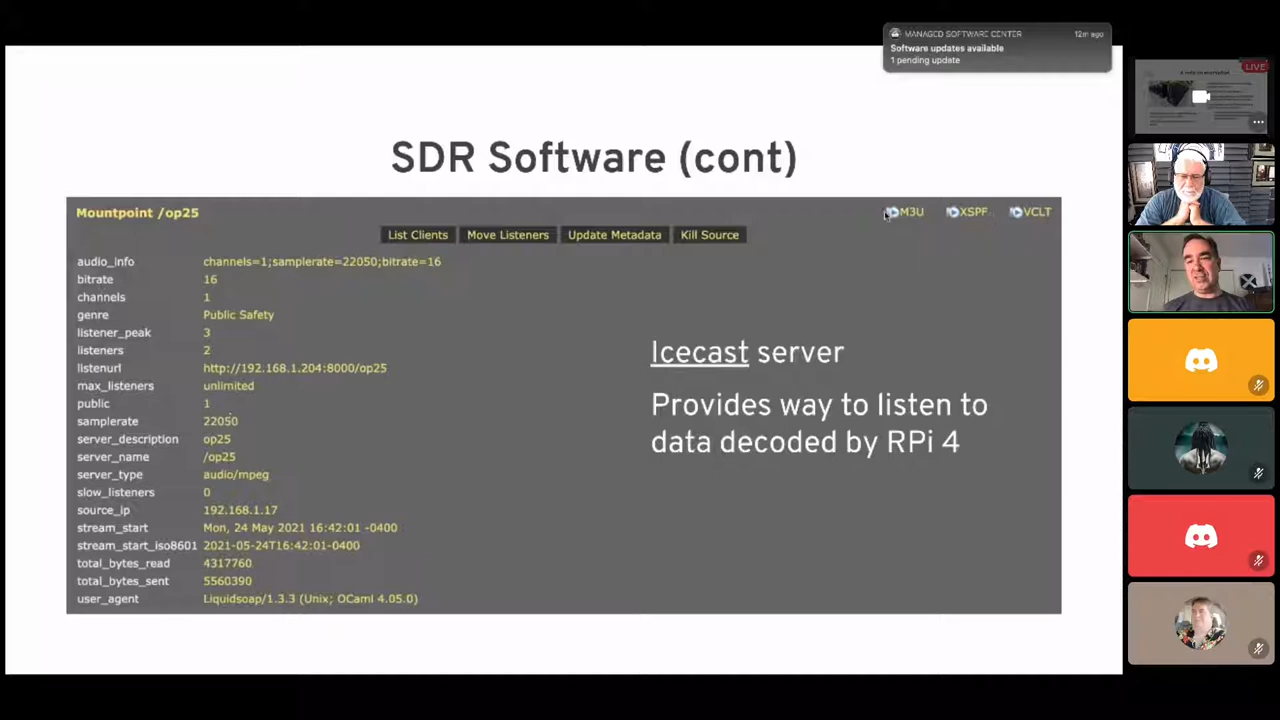 MANAGED SOFTWARE CENTER 12m ago
Software updates available
1 pending update
LIVE
SDR Software (cont)
Mountpoint /op25 M3U XSPF VCLT
List Clients Move Listeners Update Metadata Kill Source
audio_info channels=1;samplerate=22050;bitrate=16
bitrate 16
channels 1
genre Public Safety
listener_peak 3
listeners 2
listenurl http://192.168.1.204:8000/op25
max_listeners unlimited
public 1
samplerate 22050
server_description op25
server_name /op25
server_type audio/mpeg
slow_listeners 0
source_ip 192.168.1.17
stream_start Mon, 24 May 2021 16:42:01 -0400
stream_start_iso8601 2021-05-24T16:42:01-0400
total_bytes_read 4317760
total_bytes_sent 5560390
user_agent Liquidsoap/1.3.3 (Unix; OCaml 4.05.0)
Icecast server
Provides way to listen to
data decoded by RPi 4